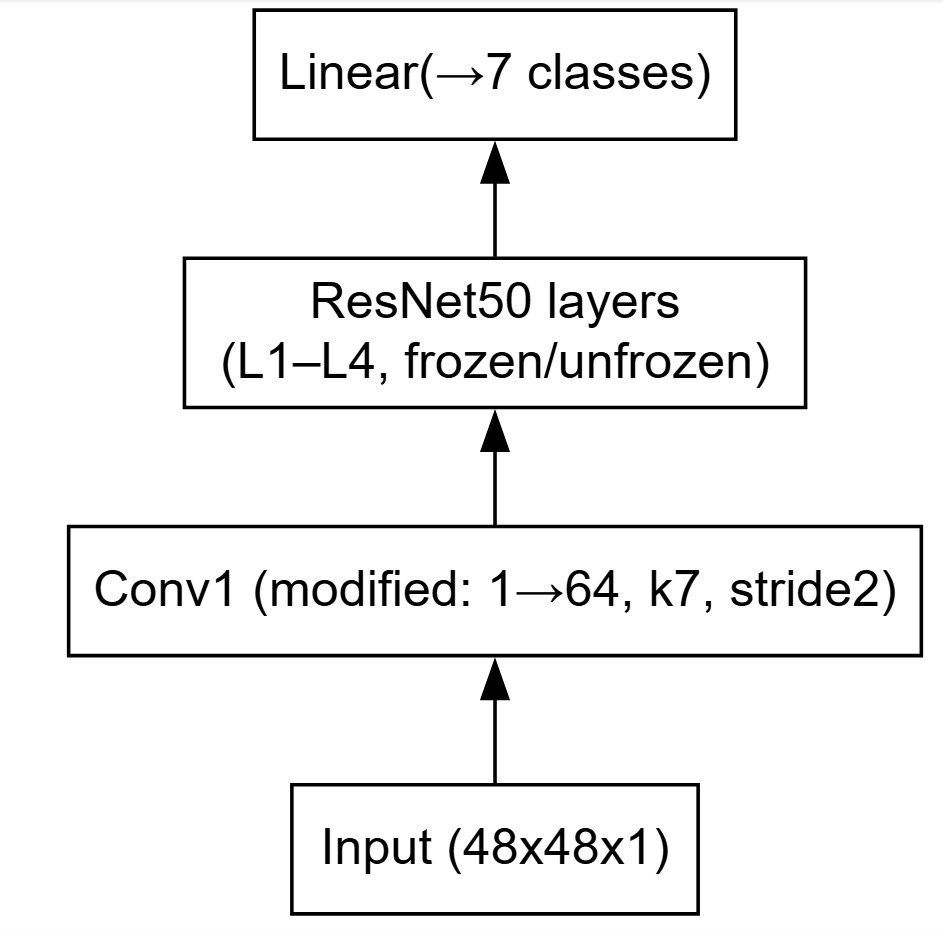 Linear(→7 classes)
ResNet50 layers
(L1–L4, frozen/unfrozen)
Conv1 (modified: 1→64, k7, stride2)
Input (48x48x1)